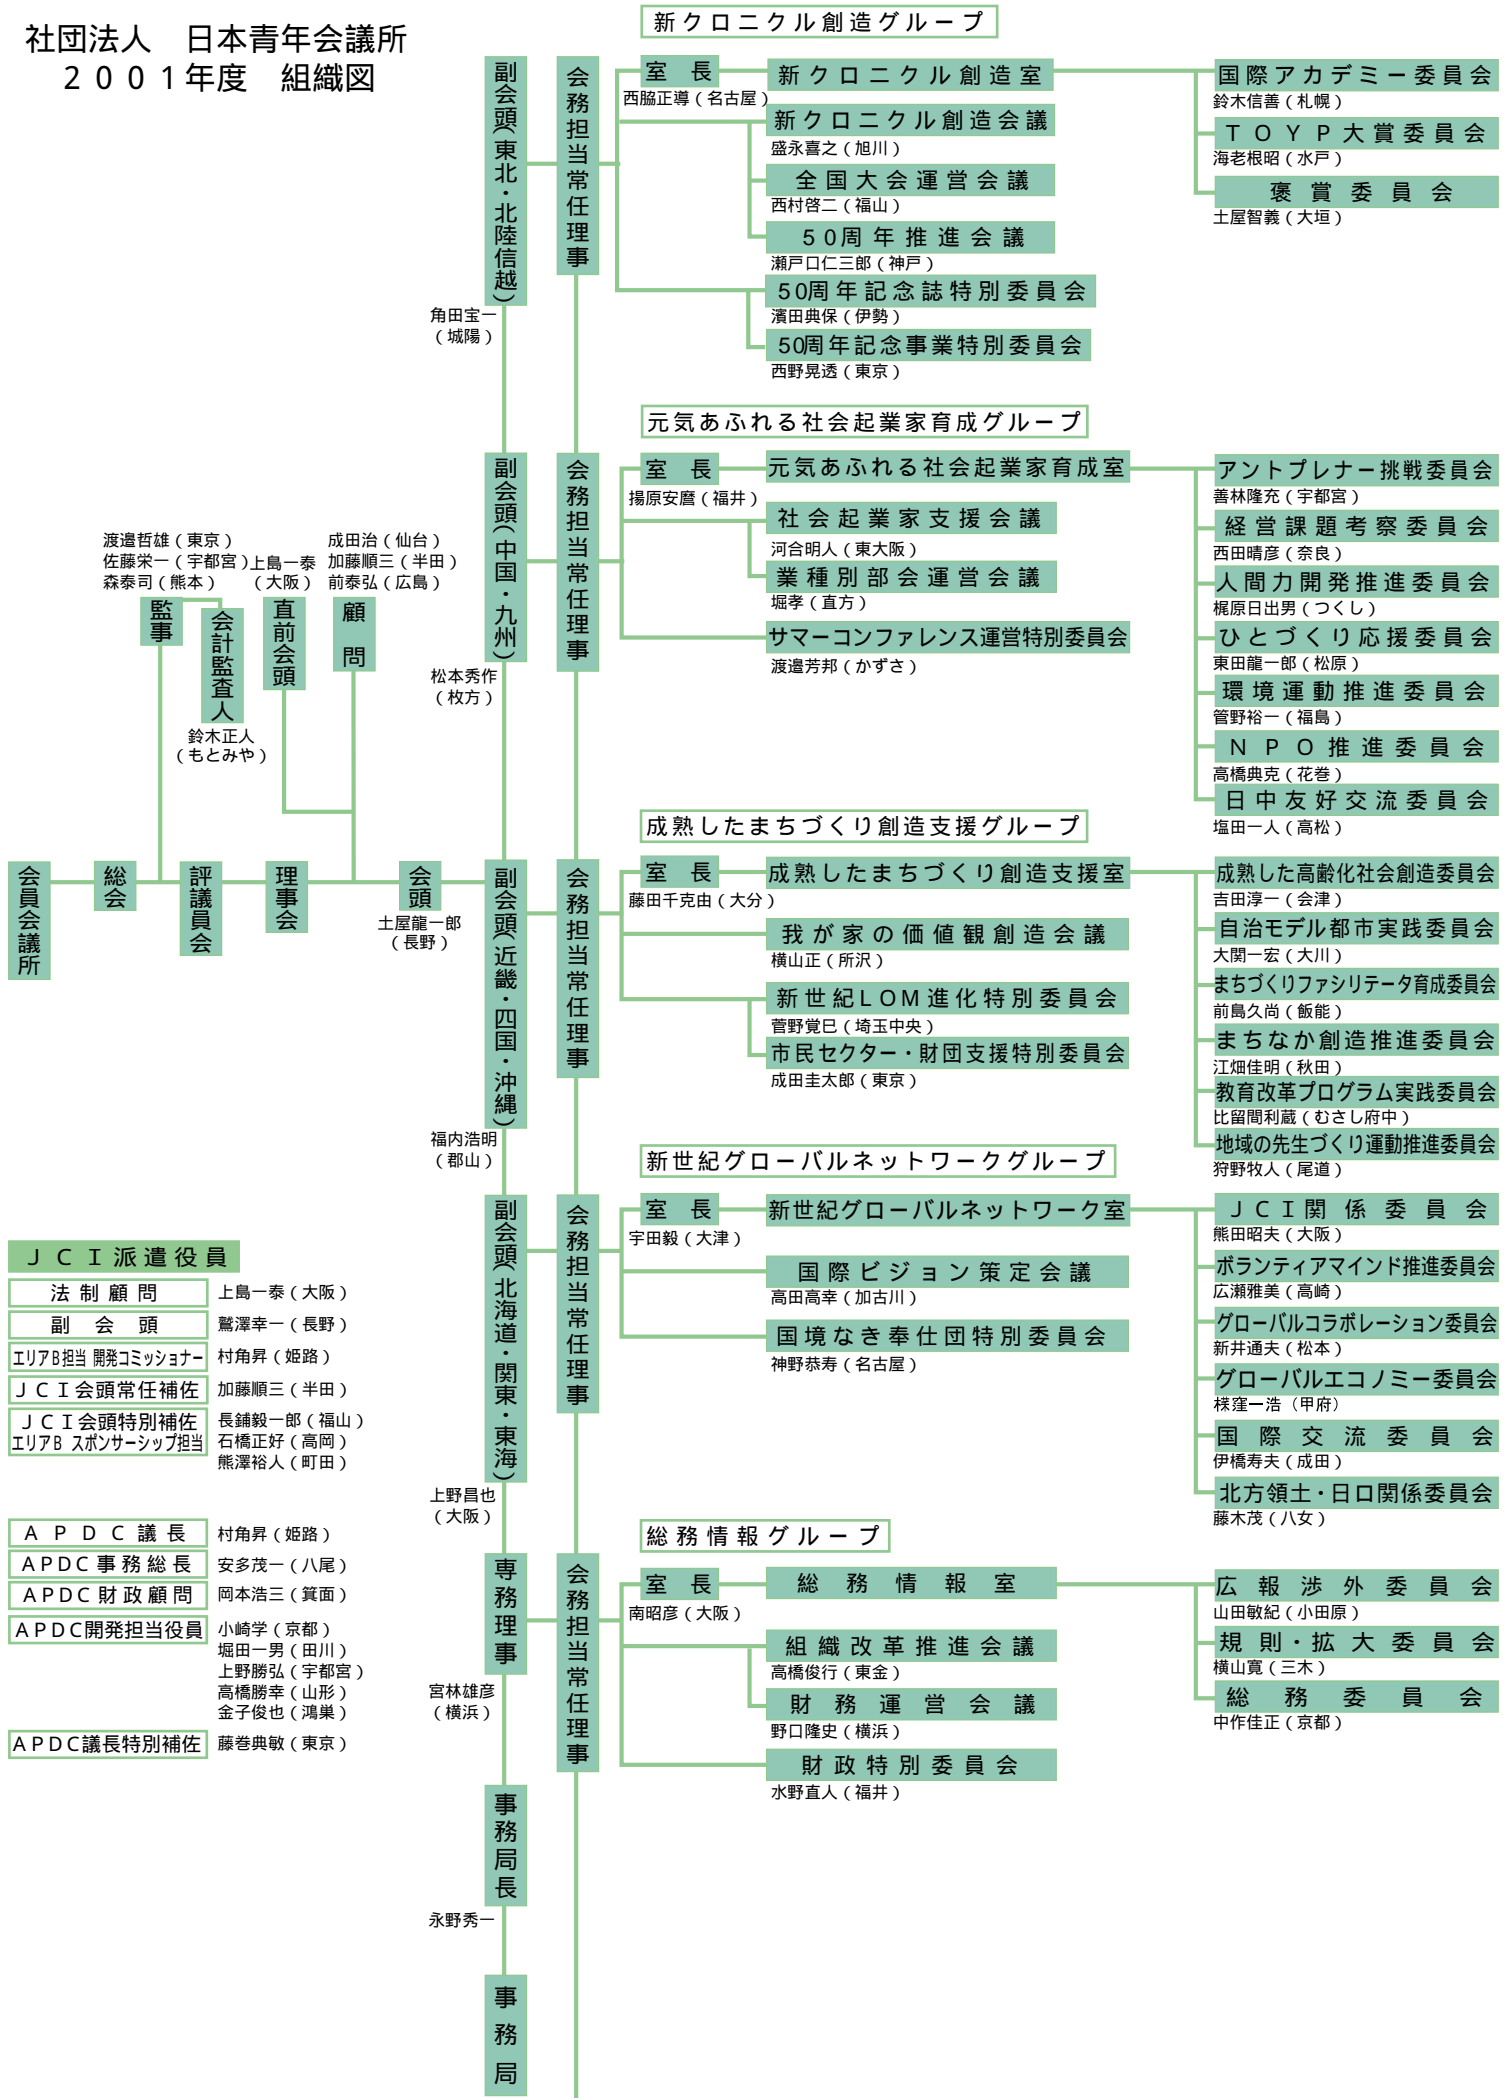 社団法人　日本青年会議所
２００１年度　組織図
会員会議所
総会
評議員会
理事会
会頭
土屋龍一郎
（長野）
渡邉哲雄（東京）
佐藤栄一（宇都宮）
森泰司（熊本）
監事
会計監査人
鈴木正人
（もとみや）
上島一泰
（大阪）
直前会頭
成田治（仙台）
加藤順三（半田）
前泰弘（広島）
顧問
副会頭（東北・北陸信越）
角田宝一
（城陽）
会務担当常任理事
新クロニクル創造グループ
室長
西脇正導（名古屋）
新クロニクル創造室
新クロニクル創造会議
盛永喜之（旭川）
全国大会運営会議
西村啓二（福山）
50周年推進会議
瀬戸口仁三郎（神戸）
50周年記念誌特別委員会
濱田典保（伊勢）
50周年記念事業特別委員会
西野晃透（東京）
国際アカデミー委員会
鈴木信善（札幌）
ＴＯＹＰ大賞委員会
海老根昭（水戸）
褒賞委員会
土屋智義（大垣）
副会頭（中国・九州）
松本秀作
（枚方）
会務担当常任理事
元気あふれる社会起業家育成グループ
室長
揚原安麿（福井）
元気あふれる社会起業家育成室
社会起業家支援会議
河合明人（東大阪）
業種別部会運営会議
堀孝（直方）
サマーコンファレンス運営特別委員会
渡邉芳邦（かずさ）
アントプレナー挑戦委員会
善林隆充（宇都宮）
経営課題考察委員会
西田晴彦（奈良）
人間力開発推進委員会
梶原日出男（つくし）
ひとづくり応援委員会
東田龍一郎（松原）
環境運動推進委員会
管野裕一（福島）
ＮＰＯ推進委員会
高橋典克（花巻）
日中友好交流委員会
塩田一人（高松）
副会頭（近畿・四国・沖縄）
福内浩明
（郡山）
会務担当常任理事
成熟したまちづくり創造支援グループ
室長
藤田千克由（大分）
成熟したまちづくり創造支援室
我が家の価値観創造会議
横山正（所沢）
新世紀LOM進化特別委員会
菅野覚巳（埼玉中央）
市民セクター・財団支援特別委員会
成田圭太郎（東京）
成熟した高齢化社会創造委員会
吉田淳一（会津）
自治モデル都市実践委員会
大関一宏（大川）
まちづくりファシリテータ育成委員会
前島久尚（飯能）
まちなか創造推進委員会
江畑佳明（秋田）
教育改革プログラム実践委員会
比留間利蔵（むさし府中）
地域の先生づくり運動推進委員会
狩野牧人（尾道）
副会頭（北海道・関東・東海）
上野昌也
（大阪）
会務担当常任理事
新世紀グローバルネットワークグループ
室長
宇田毅（大津）
新世紀グローバルネットワーク室
国際ビジョン策定会議
高田高幸（加古川）
国境なき奉仕団特別委員会
神野恭寿（名古屋）
ＪＣＩ関係委員会
熊田昭夫（大阪）
ボランティアマインド推進委員会
広瀬雅美（高崎）
グローバルコラボレーション委員会
新井通夫（松本）
グローバルエコノミー委員会
様窪一浩（甲府）
国際交流委員会
伊橋寿夫（成田）
北方領土・日ロ関係委員会
藤木茂（八女）
専務理事
宮林雄彦
（横浜）
会務担当常任理事
総務情報グループ
室長
南昭彦（大阪）
総務情報室
組織改革推進会議
高橋俊行（東金）
財務運営会議
野口隆史（横浜）
財政特別委員会
水野直人（福井）
広報渉外委員会
山田敏紀（小田原）
規則・拡大委員会
横山寛（三木）
総務委員会
中作佳正（京都）
事務局長
永野秀一
事務局
ＪＣＩ派遣役員
法制顧問　上島一泰（大阪）
副会頭　鷲澤幸一（長野）
エリアB担当 開発コミッショナー　村角昇（姫路）
ＪＣＩ会頭常任補佐　加藤順三（半田）
ＪＣＩ会頭特別補佐　長鋪毅一郎（福山）
エリアB スポンサーシップ担当　石橋正好（高岡）
熊澤裕人（町田）
ＡＰＤＣ議長　村角昇（姫路）
APDC事務総長　安多茂一（八尾）
APDC財政顧問　岡本浩三（箕面）
APDC開発担当役員　小崎学（京都）
堀田一男（田川）
上野勝弘（宇都宮）
高橋勝幸（山形）
金子俊也（鴻巣）
APDC議長特別補佐　藤巻典敏（東京）